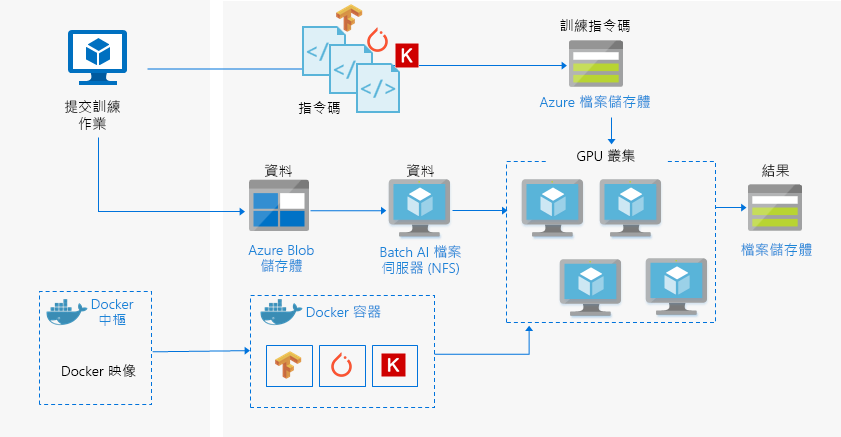 提交訓練
作業
</>
</>
</>
K
指令碼
訓練指令碼
Azure 檔案儲存體
資料
Azure Blob
儲存體
資料
Batch AI 檔案
伺服器 (NFS)
GPU 叢集
結果
檔案儲存體
Docker
中樞
Docker 映像
Docker 容器
K